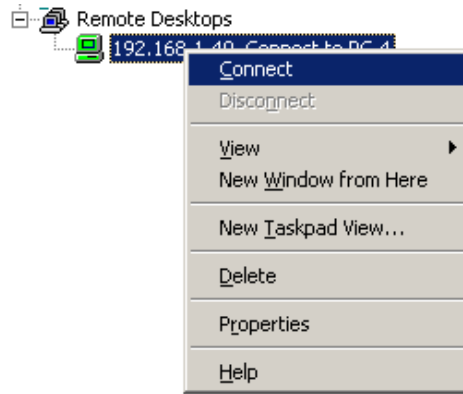 Remote Desktops
192.168.1.40 Connect to PC 4
Connect
Disconnect
View
New Window from Here
New Taskpad View...
Delete
Properties
Help